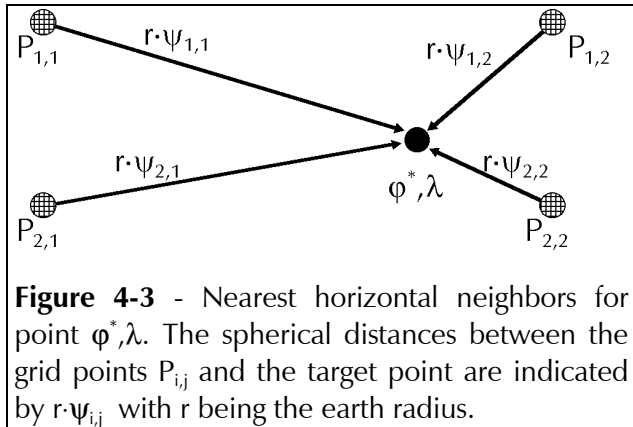 P1,1 r·ψ1,1 r·ψ1,2 P1,2
r·ψ2,1 r·ψ2,2
φ*,λ
P2,1 P2,2
Figure 4-3 - Nearest horizontal neighbors for
point φ*,λ. The spherical distances between the
grid points Pi,j and the target point are indicated
by r·ψi,j with r being the earth radius.